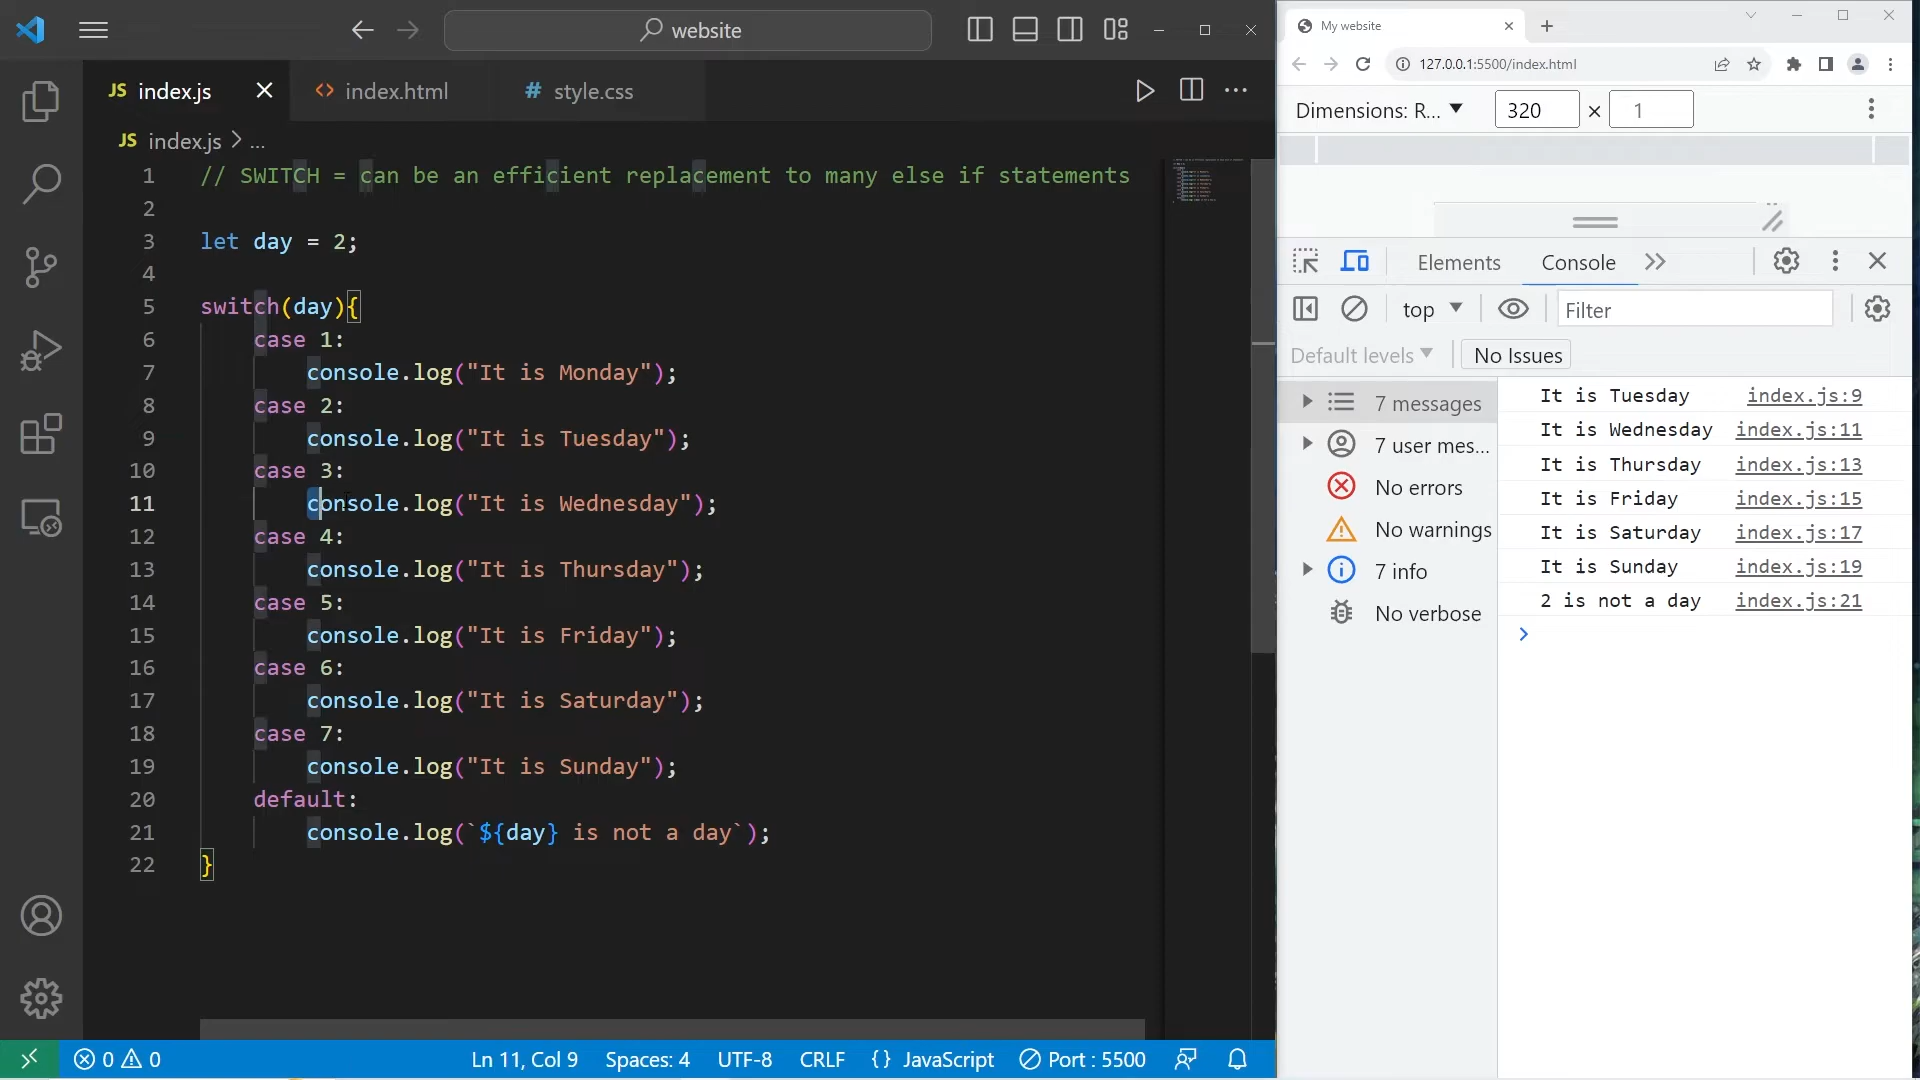 website
JS index.js
<> index.html
# style.css
JS index.js > ...
1 // SWITCH = can be an efficient replacement to many else if statements
2
3 let day = 2;
4
5 switch(day){
6 case 1:
7 console.log("It is Monday");
8 case 2:
9 console.log("It is Tuesday");
10 case 3:
11 console.log("It is Wednesday");
12 case 4:
13 console.log("It is Thursday");
14 case 5:
15 console.log("It is Friday");
16 case 6:
17 console.log("It is Saturday");
18 case 7:
19 console.log("It is Sunday");
20 default:
21 console.log(`${day} is not a day`);
22 }
0 0
Ln 11, Col 9
Spaces: 4
UTF-8
CRLF
{} JavaScript
Port : 5500
My website
127.0.0.1:5500/index.html
Dimensions: R...
320 × 1
Elements
Console
top
Filter
Default levels
No Issues
7 messages
7 user mes...
No errors
No warnings
7 info
No verbose
It is Tuesday index.js:9
It is Wednesday index.js:11
It is Thursday index.js:13
It is Friday index.js:15
It is Saturday index.js:17
It is Sunday index.js:19
2 is not a day index.js:21